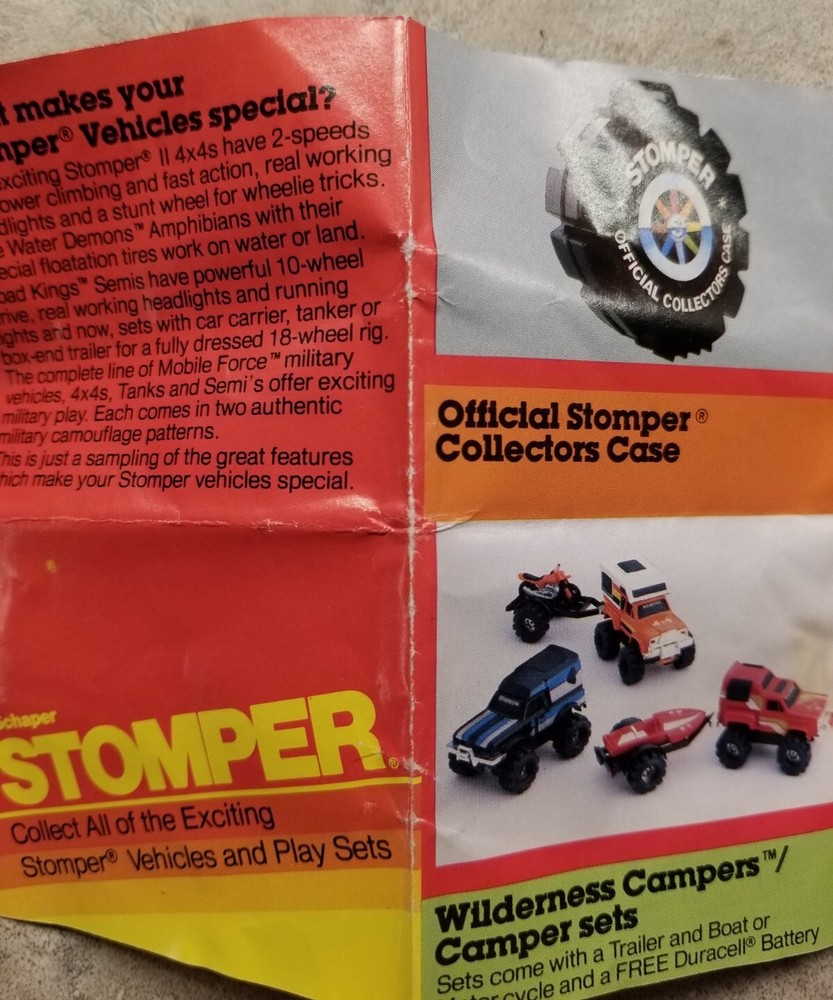 t makes your
mper® Vehicles special?
xciting Stomper® II 4x4s have 2-speeds
ower climbing and fast action, real working
dlights and a stunt wheel for wheelie tricks.
e Water Demons™ Amphibians with their
ecial floatation tires work on water or land.
oad Kings™ Semis have powerful 10-wheel
rive, real working headlights and running
ights and now, sets with car carrier, tanker or
box-end trailer for a fully dressed 18-wheel rig.
The complete line of Mobile Force™ military
vehicles, 4x4s, Tanks and Semi's offer exciting
military play. Each comes in two authentic
military camouflage patterns.
This is just a sampling of the great features
hich make your Stomper vehicles special.
Schaper
STOMPER®
Collect All of the Exciting
Stomper® Vehicles and Play Sets
STOMPER
OFFICIAL COLLECTORS CASE
Official Stomper®
Collectors Case
4x4
Wilderness Campers™/
Camper sets
Sets come with a Trailer and Boat or
tor cycle and a FREE Duracell® Battery